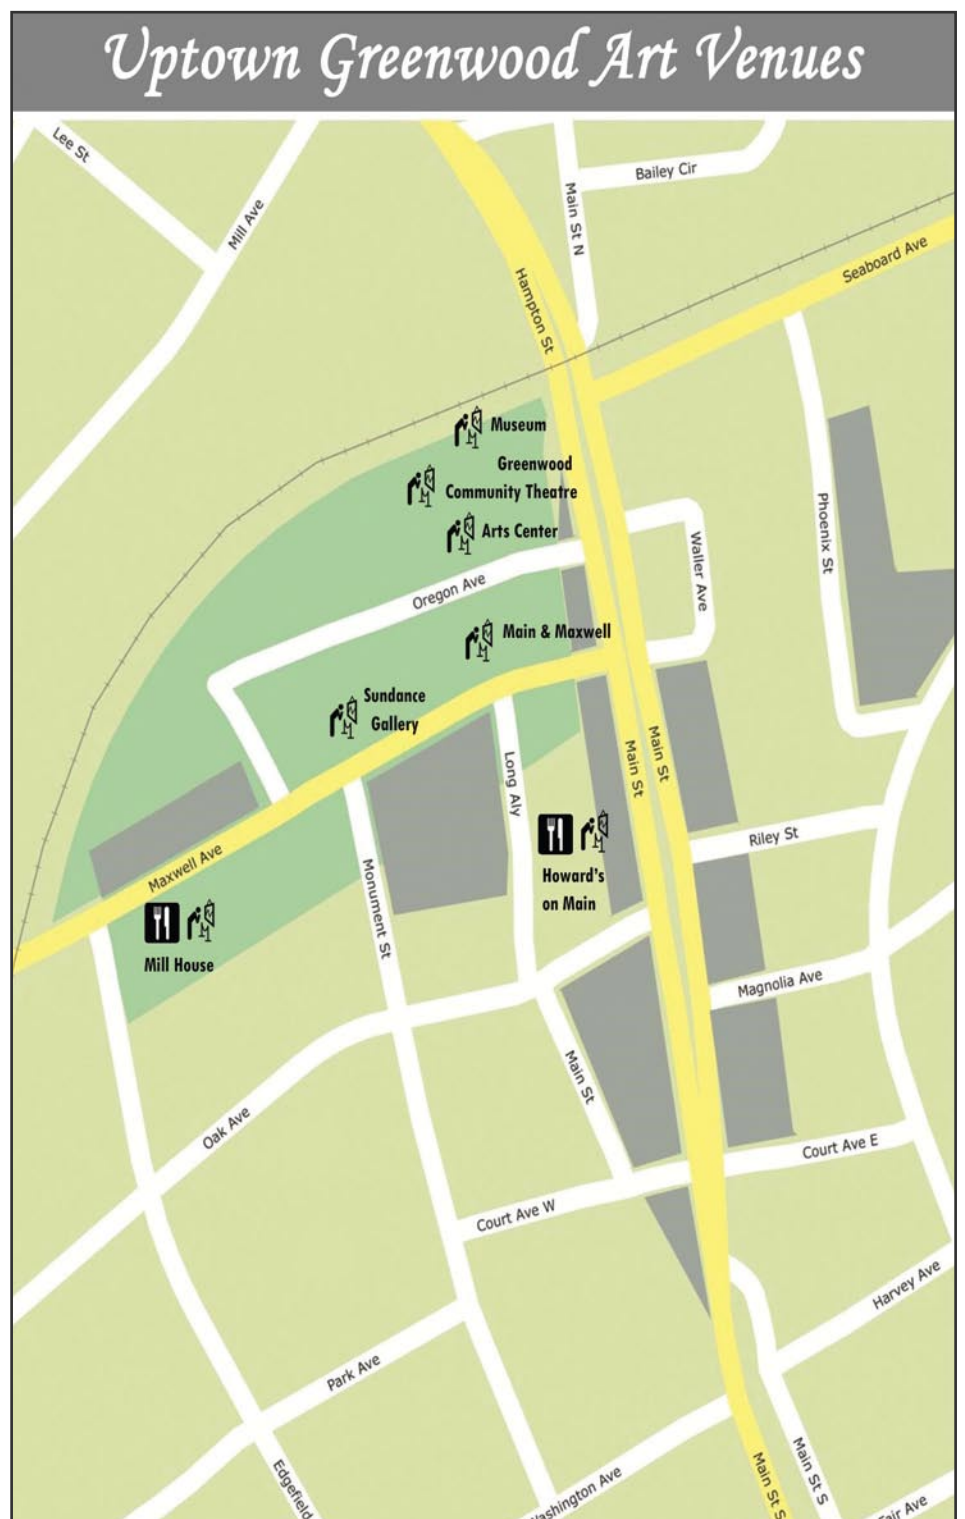 Uptown Greenwood Art Venues
Lee St
Mill Ave
Main St N
Bailey Cir
Seaboard Ave
Hampton St
Museum
Greenwood
Community Theatre
Arts Center
Phoenix St
Waller Ave
Oregon Ave
Main & Maxwell
Sundance
Gallery
Long Aly
Main St
Main St
Riley St
Maxwell Ave
Howard's
on Main
Monument St
Mill House
Magnolia Ave
Main St
Oak Ave
Court Ave E
Court Ave W
Harvey Ave
Park Ave
Edgefield
Washington Ave
Main St S
Main St S
Ave